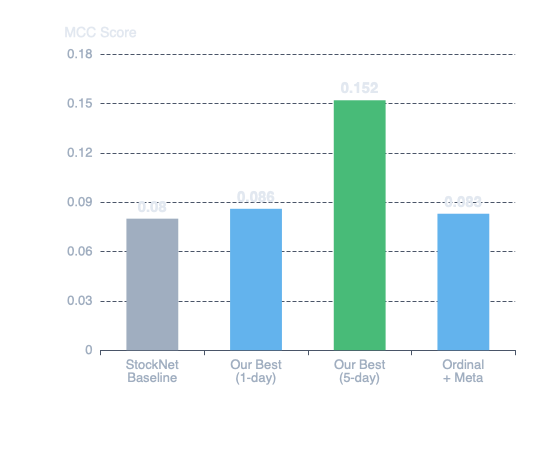 MCC Score
0.18
0.15
0.12
0.09
0.06
0.03
0
0.08
0.086
0.152
0.083
StockNet
Baseline
Our Best
(1-day)
Our Best
(5-day)
Ordinal
+ Meta